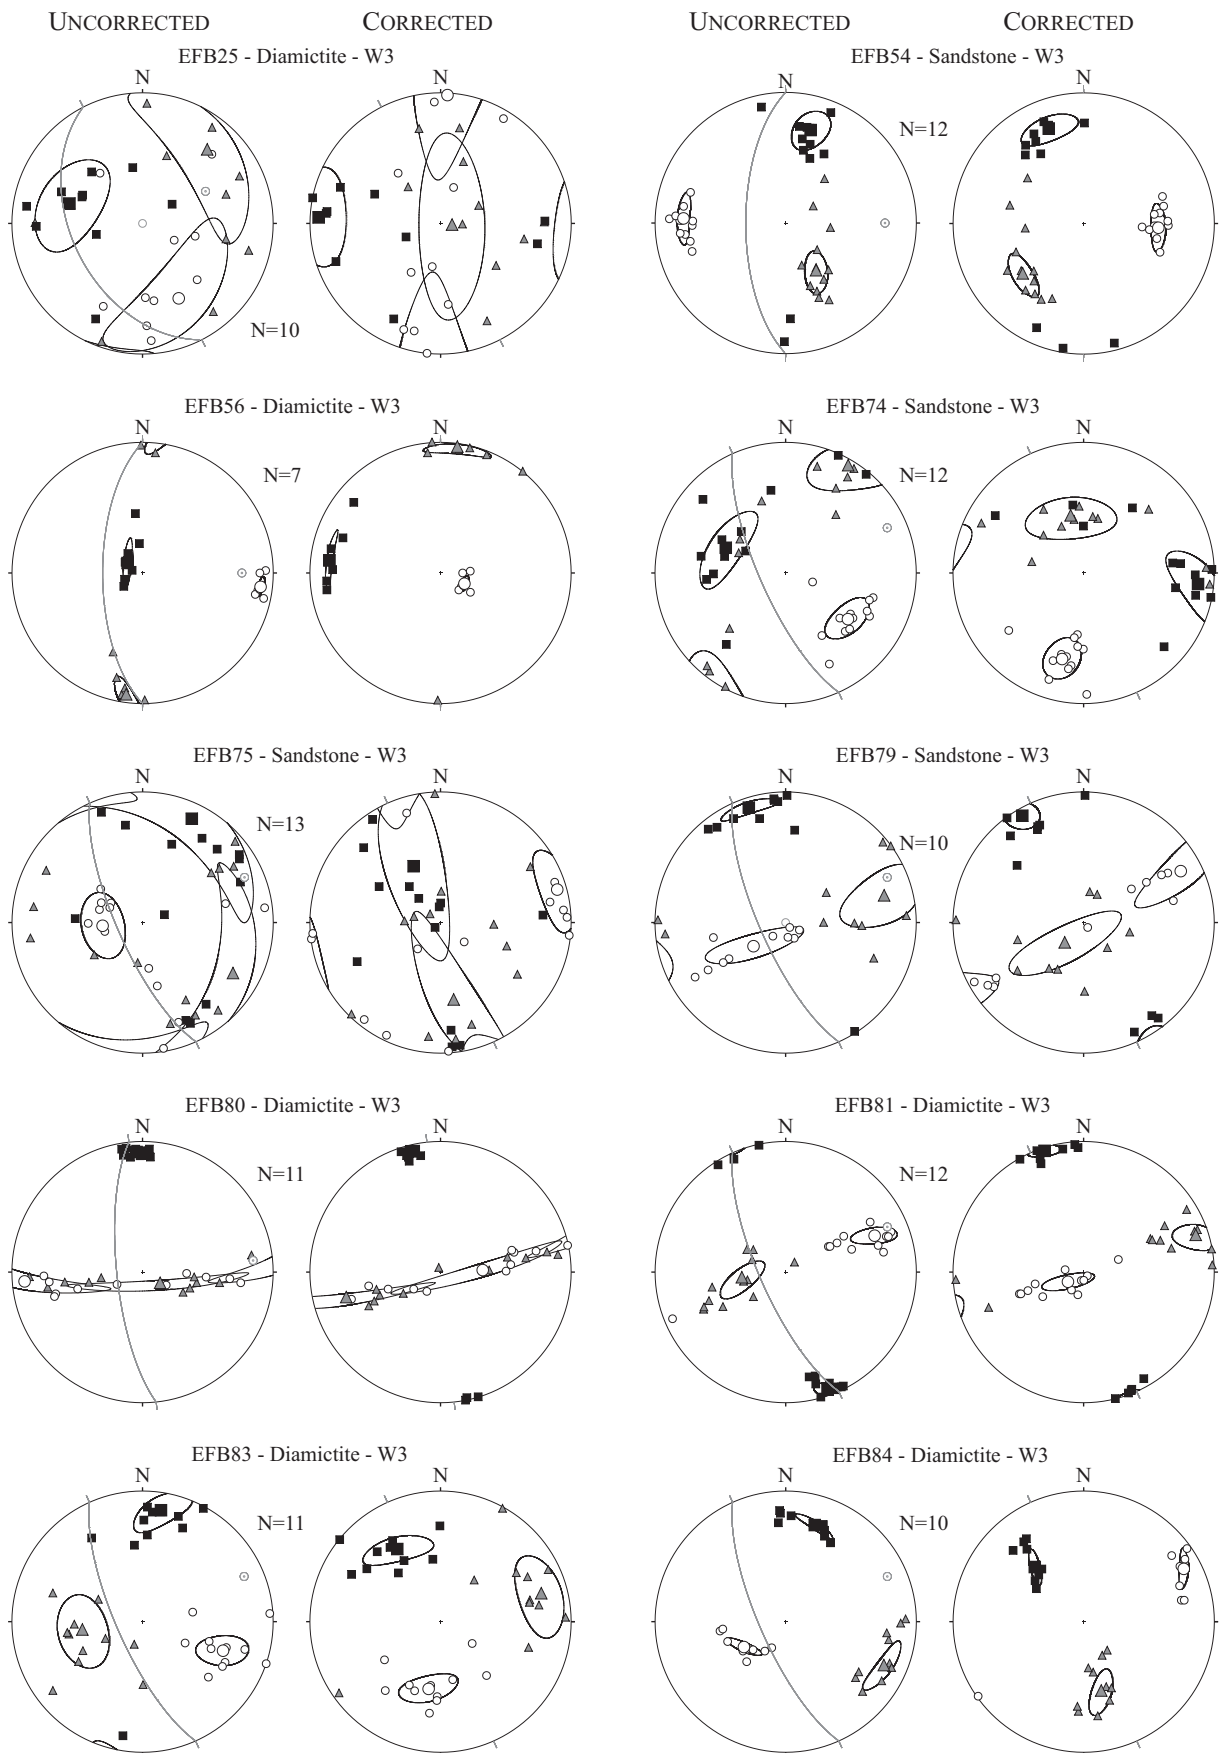 UNCORRECTED CORRECTED UNCORRECTED CORRECTED
EFB25 - Diamictite - W3 EFB54 - Sandstone - W3
N N N N
N=12
N=10
EFB56 - Diamictite - W3 EFB74 - Sandstone - W3
N N N N
N=7 N=12
EFB75 - Sandstone - W3 EFB79 - Sandstone - W3
N N N N
N=13 N=10
EFB80 - Diamictite - W3 EFB81 - Diamictite - W3
N N N N
N=11 N=12
EFB83 - Diamictite - W3 EFB84 - Diamictite - W3
N N N N
N=11 N=10